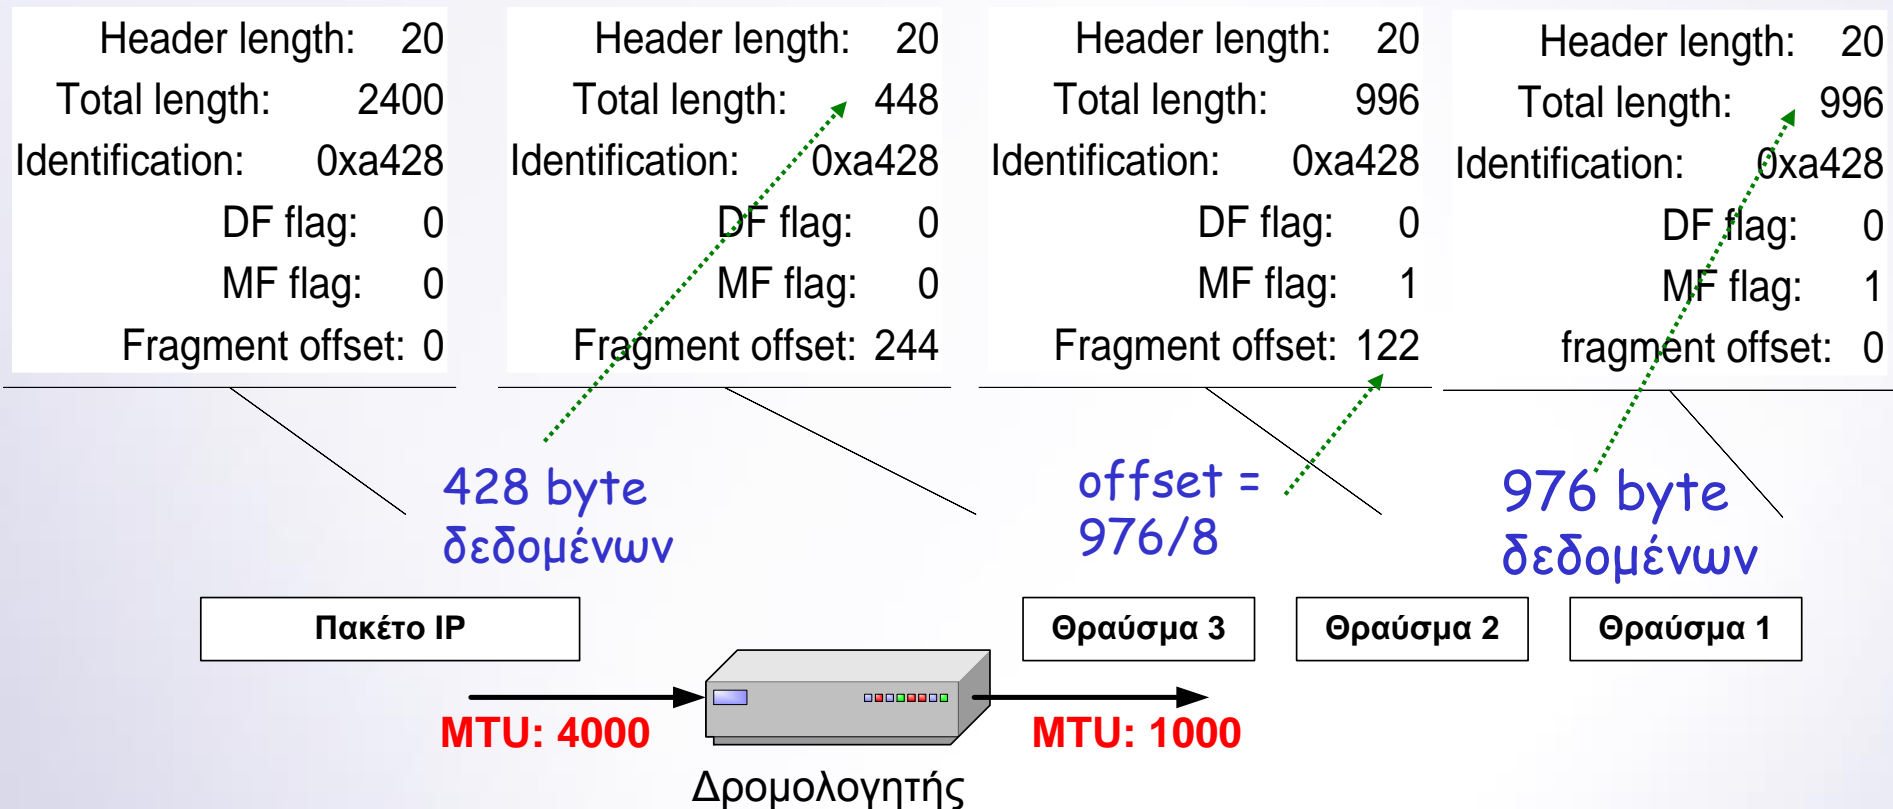 Header length: 20
Total length: 2400
Identification: 0xa428
DF flag: 0
MF flag: 0
Fragment offset: 0
Header length: 20
Total length: 448
Identification: 0xa428
DF flag: 0
MF flag: 0
Fragment offset: 244
Header length: 20
Total length: 996
Identification: 0xa428
DF flag: 0
MF flag: 1
Fragment offset: 122
Header length: 20
Total length: 996
Identification: 0xa428
DF flag: 0
MF flag: 1
fragment offset: 0
428 byte
δεδομένων
offset =
976/8
976 byte
δεδομένων
Πακέτο IP
Θραύσμα 3
Θραύσμα 2
Θραύσμα 1
MTU: 4000
MTU: 1000
Δρομολογητής